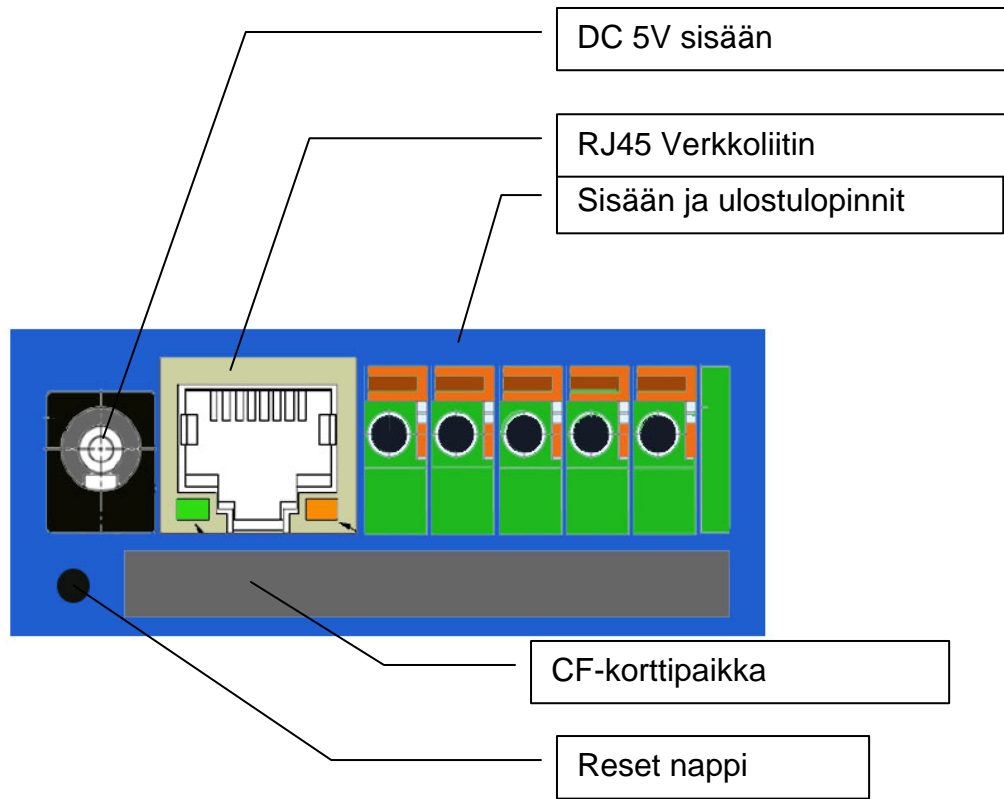 DC 5V sisään
RJ45 Verkkoliitin
Sisään ja ulostulopinnit
CF-korttipaikka
Reset nappi